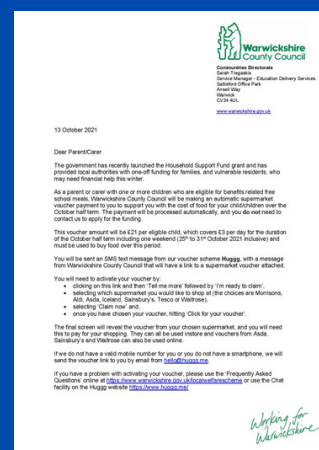 Warwickshire
County Council
Communities Directorate
Sarah Tregaskis
Service Manager - Education Delivery Services
Saltisford Office Park
Ansell Way
Warwick
CV34 4UL
www.warwickshire.gov.uk
13 October 2021
Dear Parent/Carer
The government has recently launched the Household Support Fund grant and has
provided local authorities with one-off funding for families, and vulnerable residents, who
may need financial help this winter.
As a parent or carer with one or more children who are eligible for benefits related free
school meals, Warwickshire County Council will be making an automatic supermarket
voucher payment to you to support you with the cost of food for your child/children over the
October half term. The payment will be processed automatically, and you do not need to
contact us to apply for the funding.
This voucher amount will be £21 per eligible child, which covers £3 per day for the duration
of the October half term including one weekend (25th to 31st October 2021 inclusive) and
must be used to buy food over this period.
You will be sent an SMS text message from our voucher scheme Huggg, with a message
from Warwickshire County Council that will have a link to a supermarket voucher attached.
You will need to activate your voucher by:
• clicking on this link and then 'Tell me more' followed by 'I'm ready to claim',
• selecting which supermarket you would like to shop at (the choices are Morrisons,
Aldi, Asda, Iceland, Sainsbury's, Tesco or Waitrose),
• selecting 'Claim now' and,
• once you have chosen your voucher, hitting 'Click for your voucher'.
The final screen will reveal the voucher from your chosen supermarket, and you will need
this to pay for your shopping. They can all be used instore and vouchers from Asda,
Sainsbury's and Waitrose can also be used online.
If we do not have a valid mobile number for you or you do not have a smartphone, we will
send the voucher link to you by email from hello@huggg.me.
If you have a problem with activating your voucher, please use the 'Frequently Asked
Questions' online at https://www.warwickshire.gov.uk/localwelfarescheme or use the Chat
facility on the Huggg website https://www.huggg.me/
Working for
Warwickshire